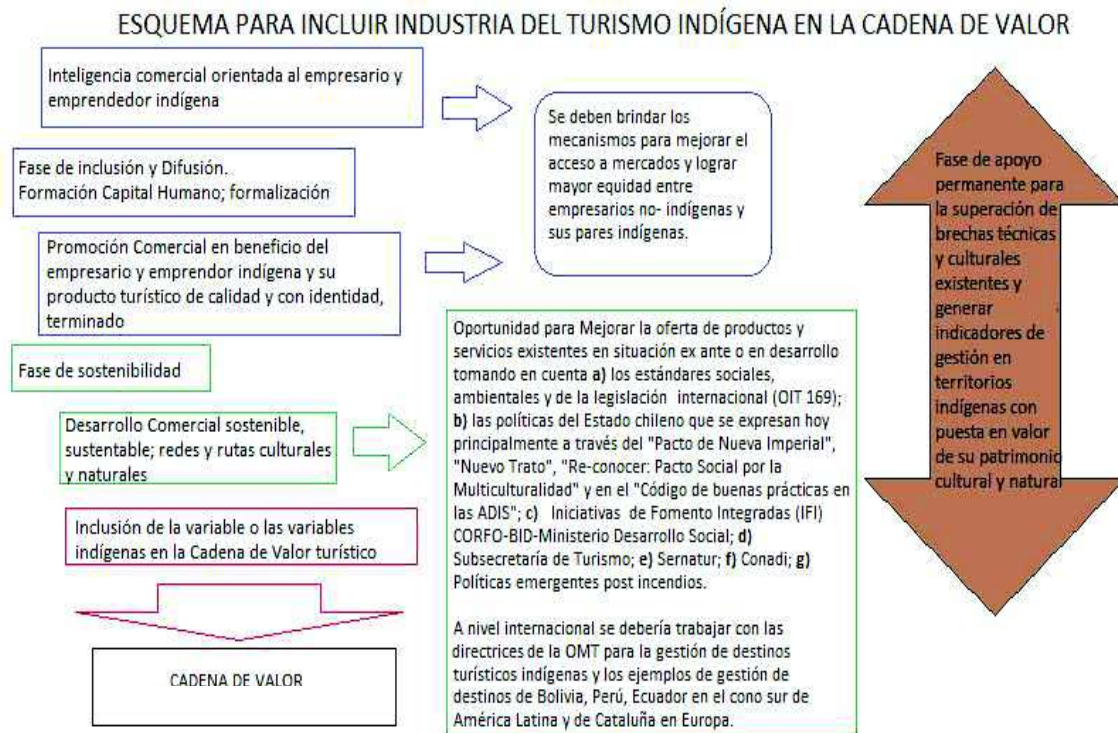 ESQUEMA PARA INCLUIR INDUSTRIA DEL TURISMO INDÍGENA EN LA CADENA DE VALOR
Inteligencia comercial orientada al empresario y
emprendedor indígena
Se deben brindar los
mecanismos para mejorar el
acceso a mercados y lograr
mayor equidad entre
empresarios no- indígenas y
sus pares indígenas.
Fase de inclusión y Difusión.
Formación Capital Humano; formalización
Promoción Comercial en beneficio del
empresario y emprendor indígena y su
producto turístico de calidad y con identidad,
terminado
Fase de sostenibilidad
Desarrollo Comercial sostenible,
sustentable; redes y rutas culturales
y naturales
Oportunidad para Mejorar la oferta de productos y
servicios existentes en situación ex ante o en desarrollo
tomando en cuenta a) los estándares sociales,
ambientales y de la legislación internacional (OIT 169);
b) las políticas del Estado chileno que se expresan hoy
principalmente a través del "Pacto de Nueva Imperial",
"Nuevo Trato", "Re-conocer: Pacto Social por la
Multiculturalidad" y en el "Código de buenas prácticas en
las ADIS"; c) Iniciativas de Fomento Integradas (IFI)
CORFO-BID-Ministerio Desarrollo Social; d)
Subsecretaría de Turismo; e) Sernatur; f) Conadi; g)
Políticas emergentes post incendios.
A nivel internacional se debería trabajar con las
directrices de la OMT para la gestión de destinos
turísticos indígenas y los ejemplos de gestión de
destinos de Bolivia, Perú, Ecuador en el cono sur de
América Latina y de Cataluña en Europa.
Inclusión de la variable o las variables
indígenas en la Cadena de Valor turístico
CADENA DE VALOR
Fase de apoyo
permanente para
la superación de
brechas técnicas
y culturales
existentes y
generar
indicadores de
gestión en
territorios
indígenas con
puesta en valor
de su patrimonio
cultural y natural